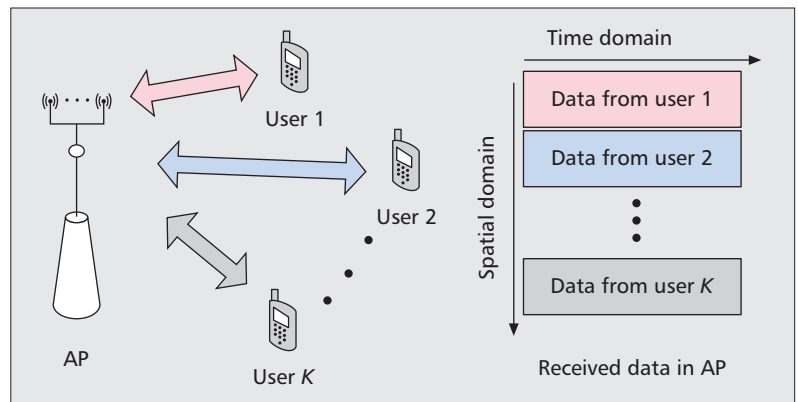 AP
User 1
User 2
User K
Time domain
Spatial domain
Data from user 1
Data from user 2
Data from user K
Received data in AP